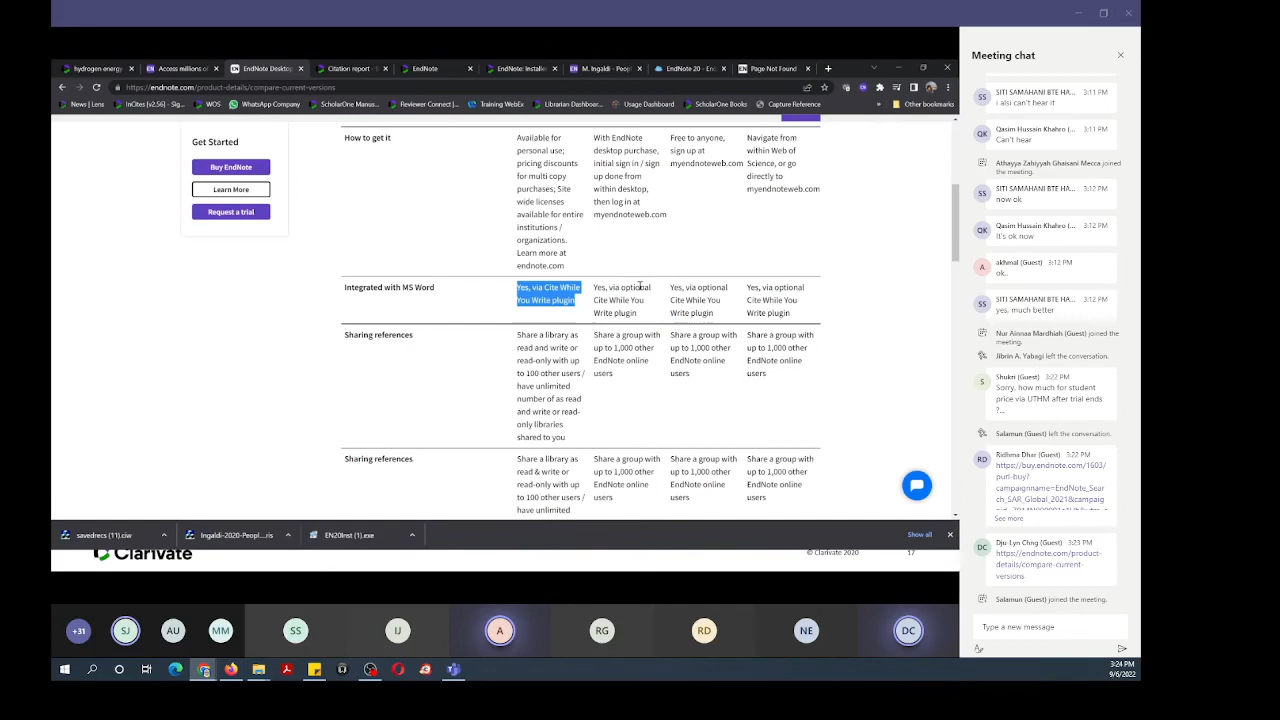 hydrogen energy
Access millions o
EndNote Desktop
Citation report -
EndNote
EndNote: Installe
M. Ingaldi - Peopl
EndNote 20 - End
Page Not Found
https://endnote.com/product-details/compare-current-versions
News | Lens
InCites [v2.56] - Sig...
WOS
WhatsApp Company
ScholarOne Manus...
Reviewer Connect |...
Training WebEx
Librarian Dashboar...
Usage Dashboard
ScholarOne Books
Capture Reference
Other bookmarks
Get Started
Buy EndNote
Learn More
Request a trial
How to get it
Available for
personal use;
pricing discounts
for multi copy
purchases; Site
wide licenses
available for entire
institutions /
organizations.
Learn more at
endnote.com
With EndNote
desktop purchase,
initial sign in / sign
up done from
within desktop,
then log in at
myendnoteweb.com
Free to anyone,
sign up at
myendnoteweb.com
Navigate from
within Web of
Science, or go
directly to
myendnoteweb.com
Integrated with MS Word
Yes, via Cite While
You Write plugin
Yes, via optional
Cite While You
Write plugin
Yes, via optional
Cite While You
Write plugin
Yes, via optional
Cite While You
Write plugin
Sharing references
Share a library as
read and write or
read-only with up
to 100 other users /
have unlimited
number of as read
and write or read-
only libraries
shared to you
Share a group with
up to 1,000 other
EndNote online
users
Share a group with
up to 1,000 other
EndNote online
users
Share a group with
up to 1,000 other
EndNote online
users
Sharing references
Share a library as
read & write or
read-only with up
to 100 other users /
have unlimited
Share a group with
up to 1,000 other
EndNote online
users
Share a group with
up to 1,000 other
EndNote online
users
Share a group with
up to 1,000 other
EndNote online
users
savedrecs (11).ciw
Ingaldi-2020-Peopl....ris
EN20Inst (1).exe
Show all
Clarivate
© Clarivate 2020
17
+31
SJ
AU
MM
SS
IJ
A
RG
RD
NE
DC
Meeting chat
SS
SITI SAMAHANI BTE HA... 3:11 PM
i alsi can't hear it
QK
Qasim Hussain Khahro (... 3:11 PM
Can't hear
Athayya Zahiyyah Ghaisani Mecca joined
the meeting.
SS
SITI SAMAHANI BTE HA... 3:12 PM
now ok
QK
Qasim Hussain Khahro (... 3:12 PM
It's ok now
A
akhmal (Guest) 3:12 PM
ok..
SS
SITI SAMAHANI BTE HA... 3:12 PM
yes, much better
Nur Ainnaa Mardhiah (Guest) joined the
meeting.
Jibrin A. Yabagi left the conversation.
S
Shukri (Guest) 3:22 PM
Sorry, how much for student
price via UTHM after trial ends
?...
Salamun (Guest) left the conversation.
RD
Ridhma Dhar (Guest) 3:22 PM
https://buy.endnote.com/1603/
purl-buy?
campaignname=EndNote_Sear
ch_SAR_Global_2021&campaig
See more
DC
Dju-Lyn Chng (Guest) 3:23 PM
https://endnote.com/product-
details/compare-current-
versions
Salamun (Guest) joined the meeting.
Type a new message
3:24 PM
9/6/2022